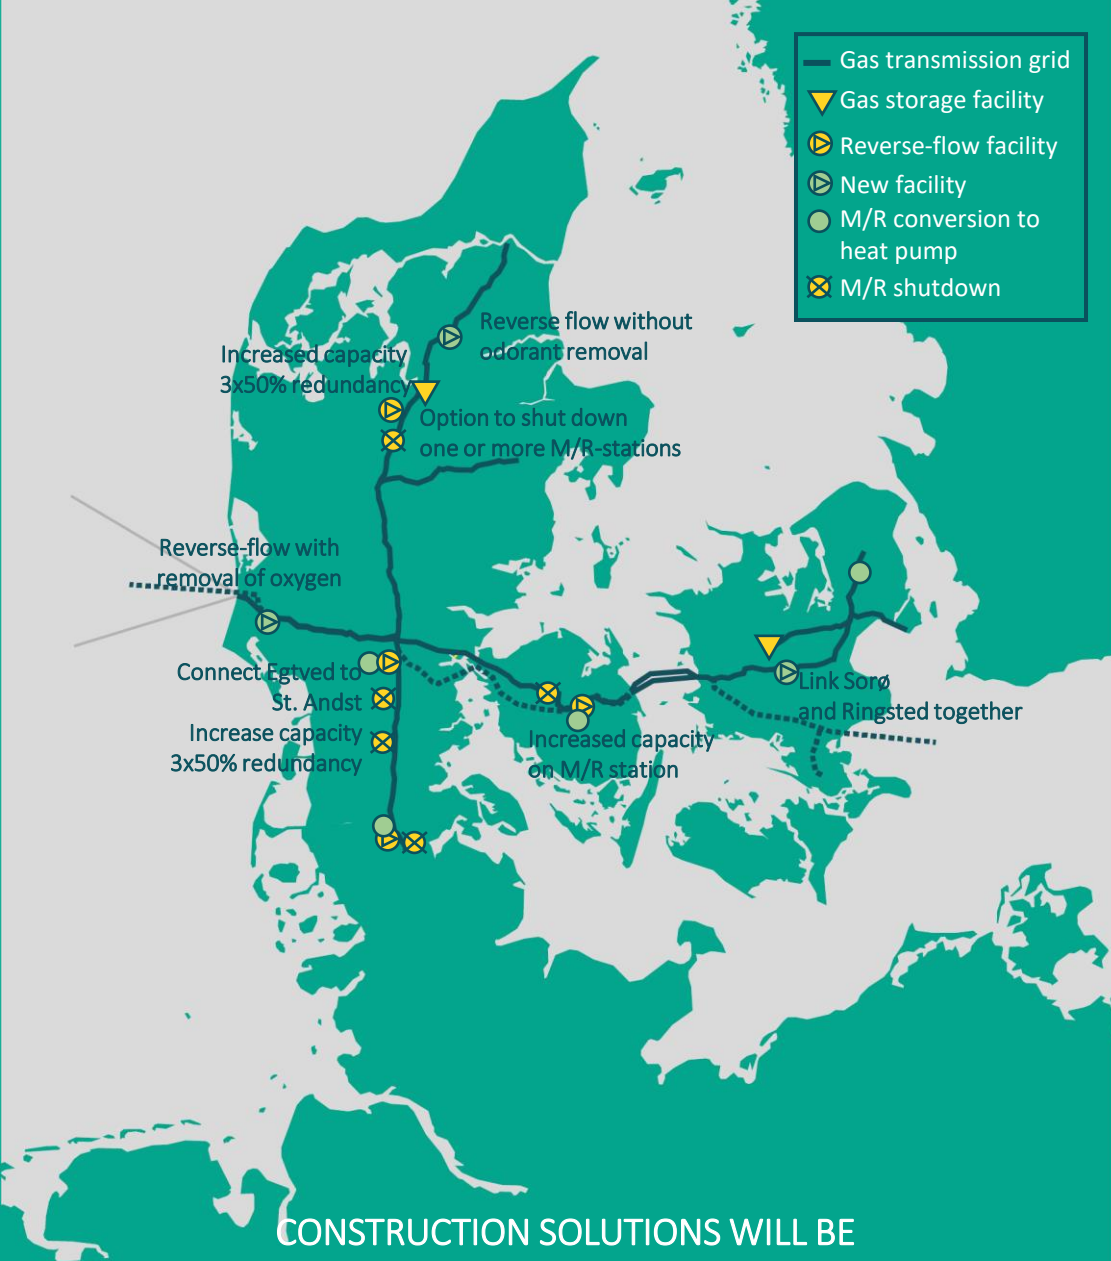 Gas transmission grid
Gas storage facility
Reverse-flow facility
New facility
M/R conversion to
heat pump
M/R shutdown
Reverse flow without
odorant removal
Increased capacity
3x50% redundancy
Option to shut down
one or more M/R-stations
Reverse-flow with
removal of oxygen
Connect Egtved to
St. Andst
Increase capacity
3x50% redundancy
Increased capacity
on M/R station
Link Sorø
and Ringsted together
CONSTRUCTION SOLUTIONS WILL BE